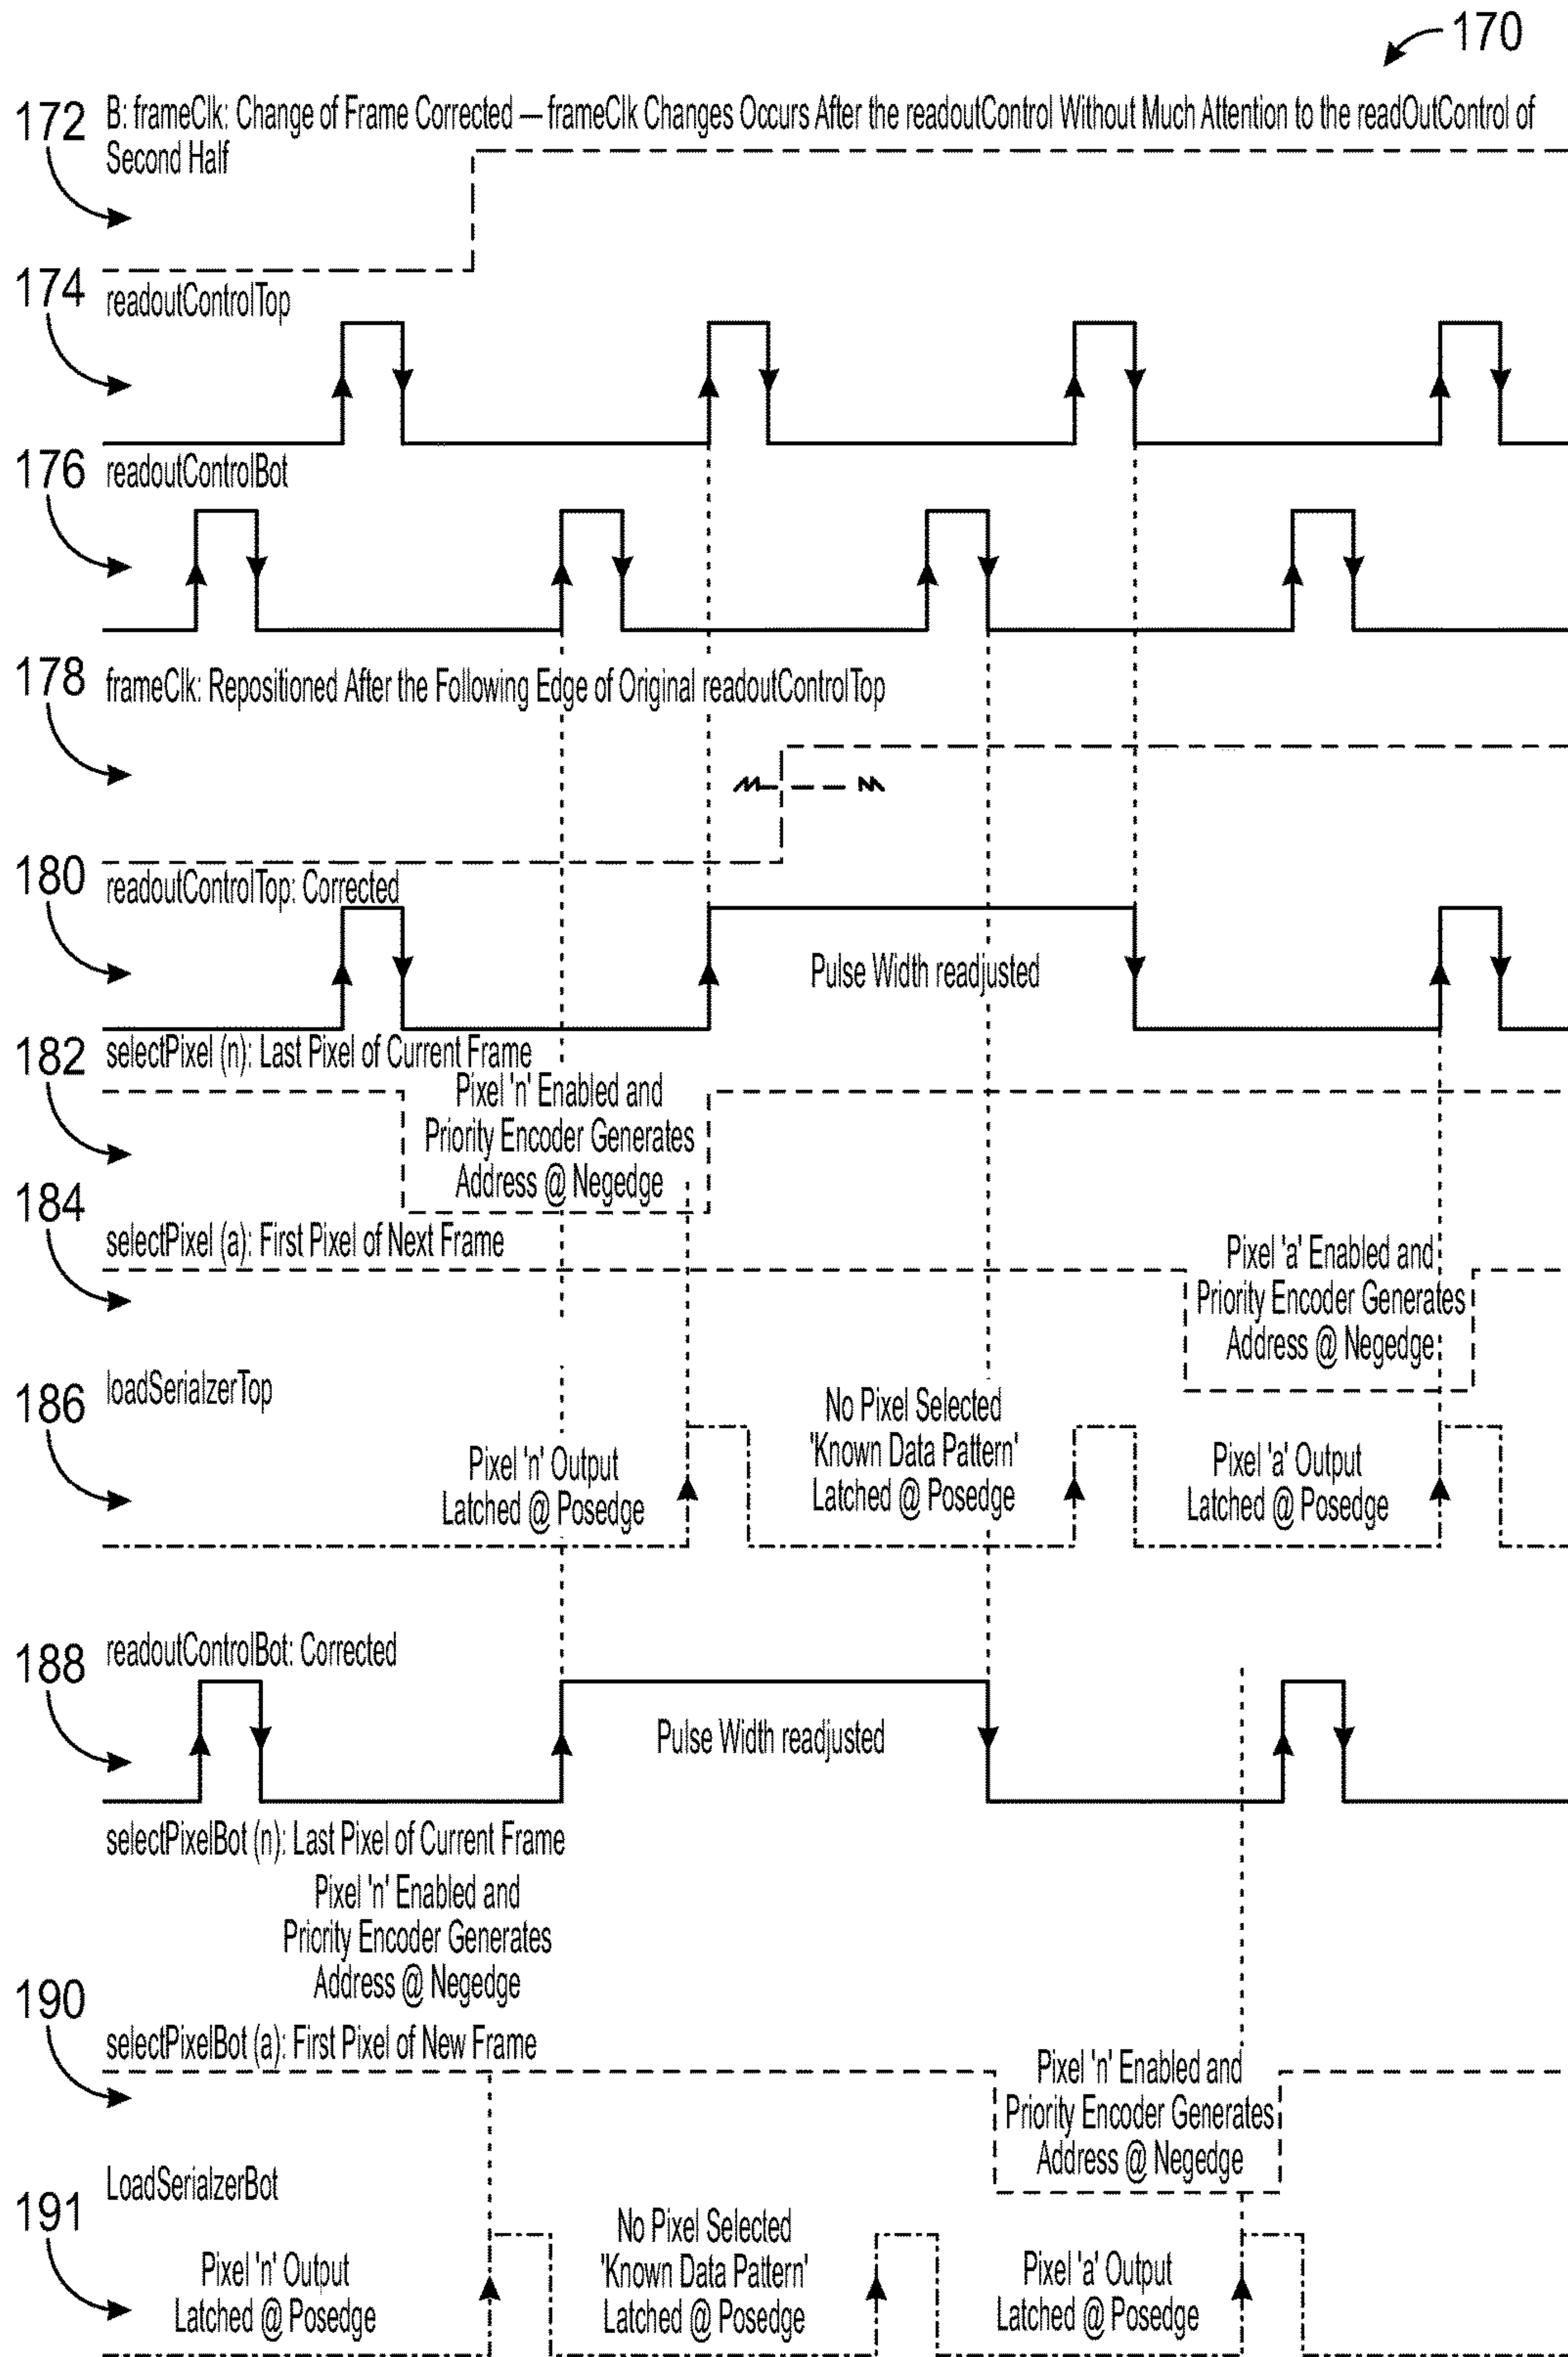 170
172 B: frameClk: Change of Frame Corrected — frameClk Changes Occurs After the readoutControl Without Much Attention to the readOutControl of
Second Half
174 readoutControlTop
176 readoutControlBot
178 frameClk: Repositioned After the Following Edge of Original readoutControlTop
180 readoutControlTop: Corrected
Pulse Width readjusted
182 selectPixel (n): Last Pixel of Current Frame
Pixel 'n' Enabled and
Priority Encoder Generates
Address @ Negedge
184 selectPixel (a): First Pixel of Next Frame
Pixel 'a' Enabled and
Priority Encoder Generates
Address @ Negedge
186 loadSerialzerTop
Pixel 'n' Output
Latched @ Posedge
No Pixel Selected
'Known Data Pattern'
Latched @ Posedge
Pixel 'a' Output
Latched @ Posedge
188 readoutControlBot: Corrected
Pulse Width readjusted
selectPixelBot (n): Last Pixel of Current Frame
Pixel 'n' Enabled and
Priority Encoder Generates
Address @ Negedge
190 selectPixelBot (a): First Pixel of New Frame
Pixel 'n' Enabled and
Priority Encoder Generates
Address @ Negedge
191 LoadSerialzerBot
Pixel 'n' Output
Latched @ Posedge
No Pixel Selected
'Known Data Pattern'
Latched @ Posedge
Pixel 'a' Output
Latched @ Posedge